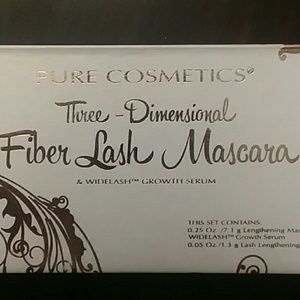 PURE COSMETICS®
Three-Dimensional
Fiber Lash Mascara
& WIDELASH™ GROWTH SERUM
THIS SET CONTAINS:
0.25 Oz./7.1 g Lengthening Mas
WIDELASH™ Growth Serum
0.05 Oz./1.3 g Lash Lengthening